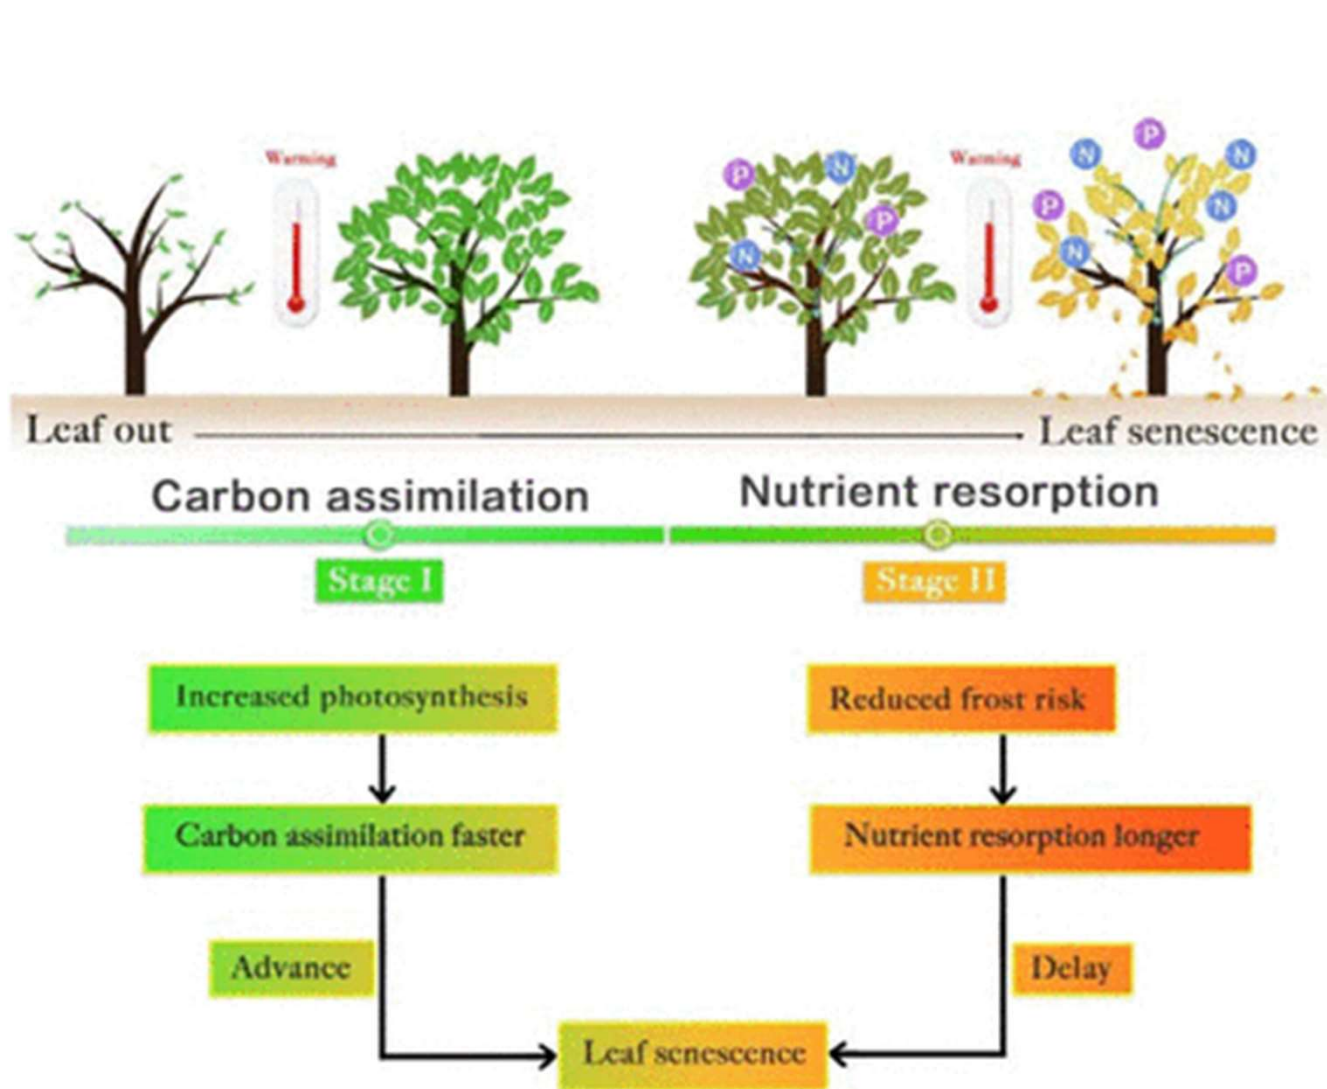 Warming
Warming
P
N
P
N
N
P
N
P
N
N
P
Leaf out
Leaf senescence
Carbon assimilation
Nutrient resorption
Stage I
Stage II
Increased photosynthesis
Reduced frost risk
Carbon assimilation faster
Nutrient resorption longer
Advance
Delay
Leaf senescence